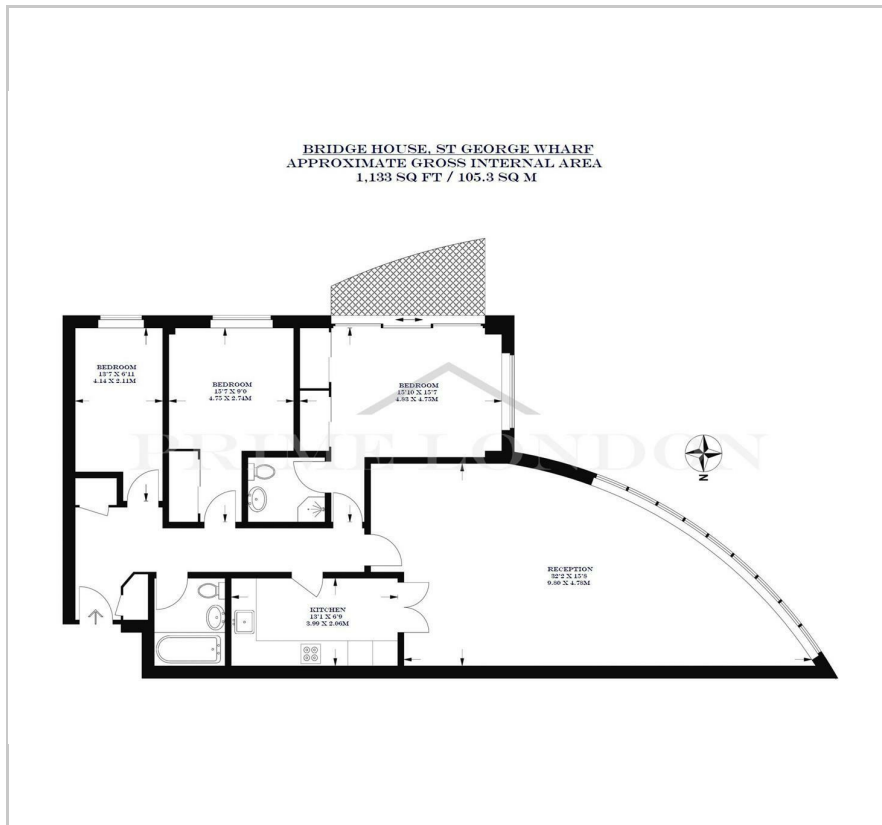 BRIDGE HOUSE, ST GEORGE WHARF
APPROXIMATE GROSS INTERNAL AREA
1,133 SQ FT / 105.3 SQ M
BEDROOM
13'7 X 6'11
4.14 X 2.11M
BEDROOM
15'7 X 9'0
4.75 X 2.74M
BEDROOM
15'10 X 15'7
4.83 X 4.75M
PRIME LONDON
N
RECEPTION
32'2 X 15'8
9.80 X 4.78M
KITCHEN
13'1 X 6'9
3.99 X 2.06M